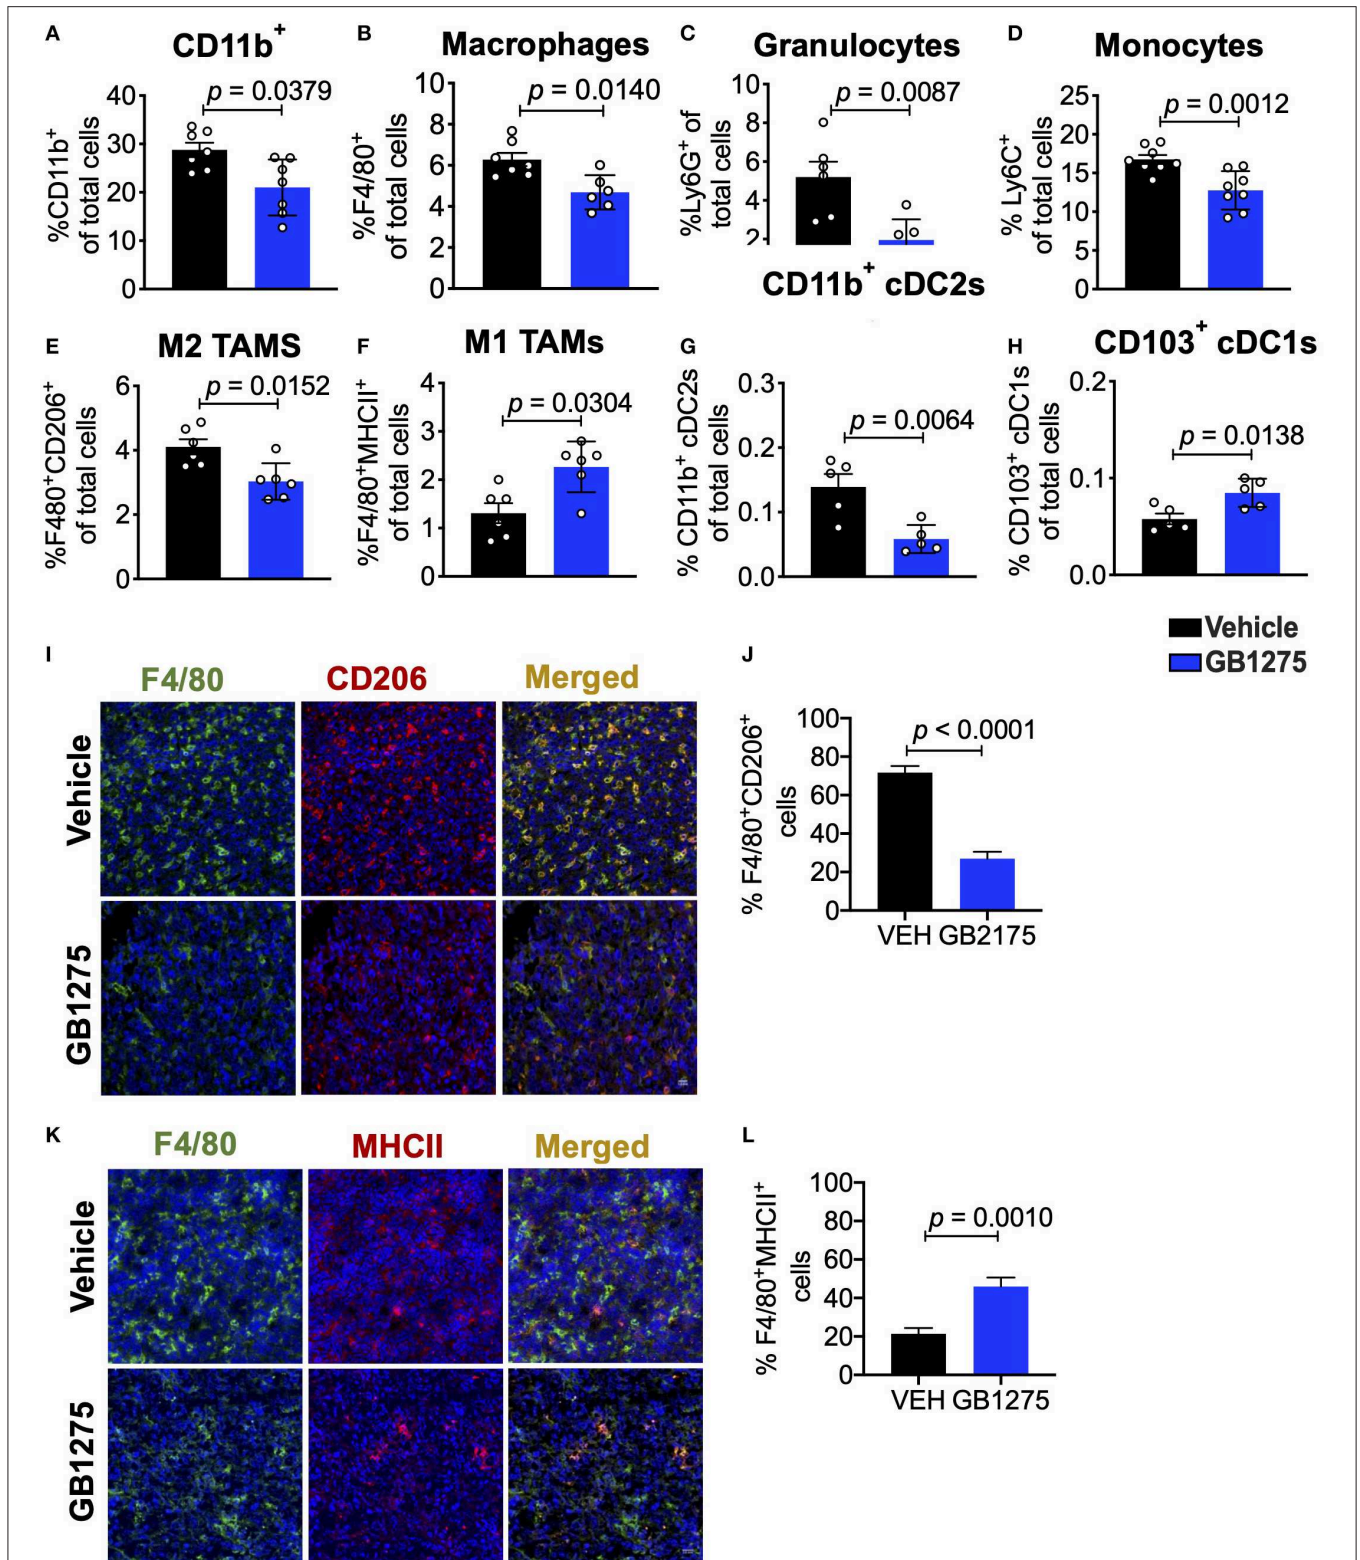 A
CD11b+
%CD11b+
of total cells
40
30
20
10
0
p = 0.0379
B
Macrophages
%F4/80+
of total cells
10
8
6
4
2
0
p = 0.0140
C
Granulocytes
%Ly6G+ of
total cells
10
8
6
4
2
p = 0.0087
D
Monocytes
% Ly6C+
of total cells
25
20
15
10
5
0
p = 0.0012
E
M2 TAMS
%F480+CD206+
of total cells
6
4
2
0
p = 0.0152
F
M1 TAMs
%F4/80+MHCII+
of total cells
4
3
2
1
0
p = 0.0304
G
CD11b+ cDC2s
% CD11b+ cDC2s
of total cells
0.3
0.2
0.1
0.0
p = 0.0064
H
CD103+ cDC1s
% CD103+ cDC1s
of total cells
0.2
0.1
0.0
p = 0.0138
Vehicle
GB1275
I
F4/80 CD206 Merged
Vehicle
GB1275
J
% F4/80+CD206+
cells
100
80
60
40
20
0
p < 0.0001
VEH GB2175
K
F4/80 MHCII Merged
Vehicle
GB1275
L
% F4/80+MHCII+
cells
100
80
60
40
20
0
p = 0.0010
VEH GB1275